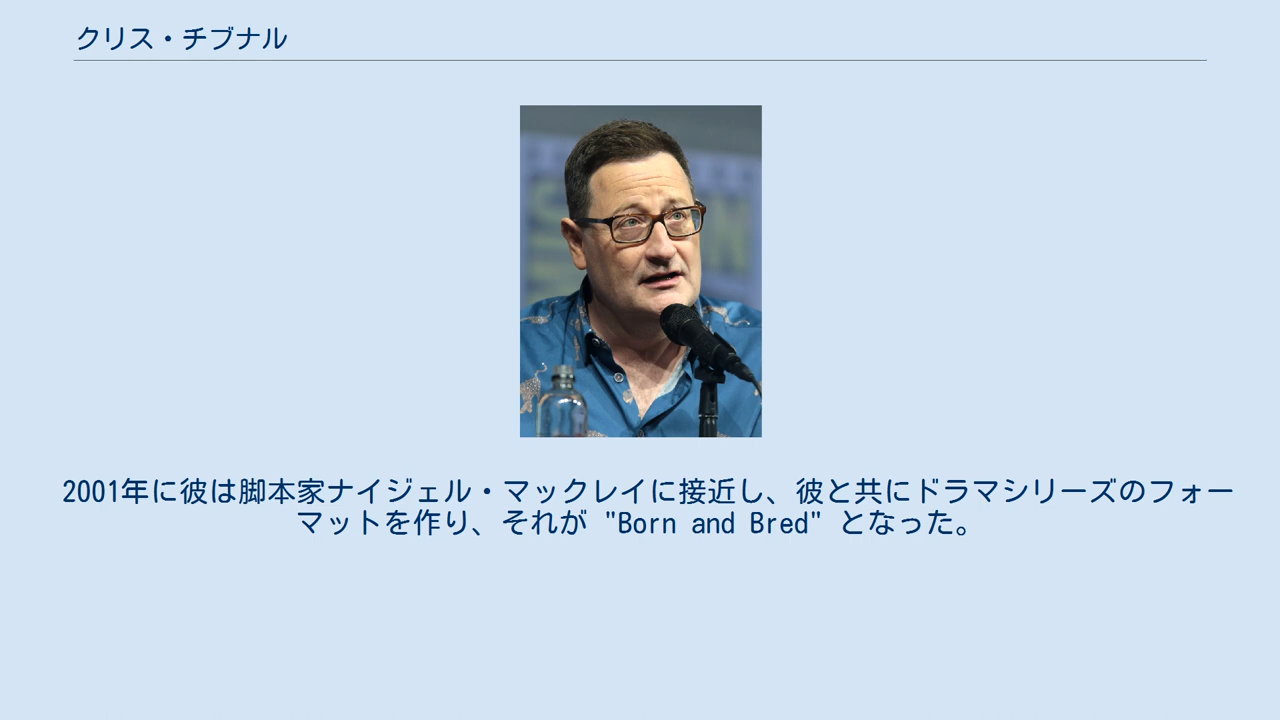 クリス・チブナル
2001年に彼は脚本家ナイジェル・マックレイに接近し、彼と共にドラマシリーズのフォー
マットを作り、それが "Born and Bred" となった。